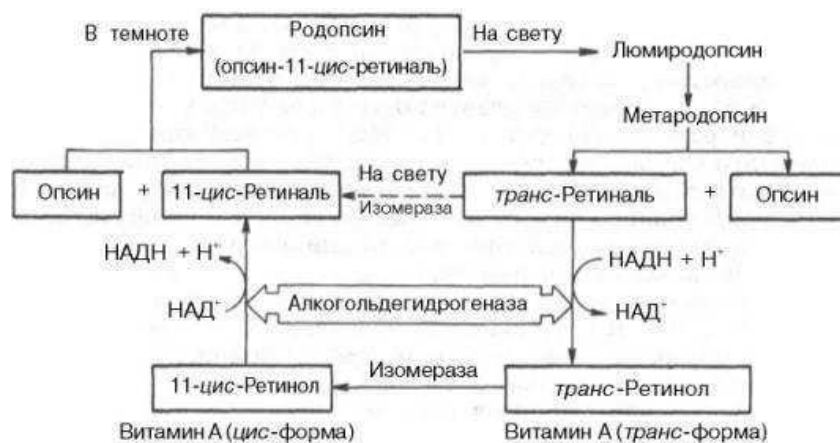 В темноте
Родопсин
(опсин-11-цис-ретиналь)
На свету
Люмиродопсин
Метародопсин
Опсин
+
11-цис-Ретиналь
На свету
Изомераза
транс-Ретиналь
+
Опсин
НАДН + Н⁺
НАД⁺
Алкогольдегидрогеназа
НАДН + Н⁺
НАД⁺
11-цис-Ретинол
Изомераза
транс-Ретинол
Витамин А (цис-форма)
Витамин А (транс-форма)